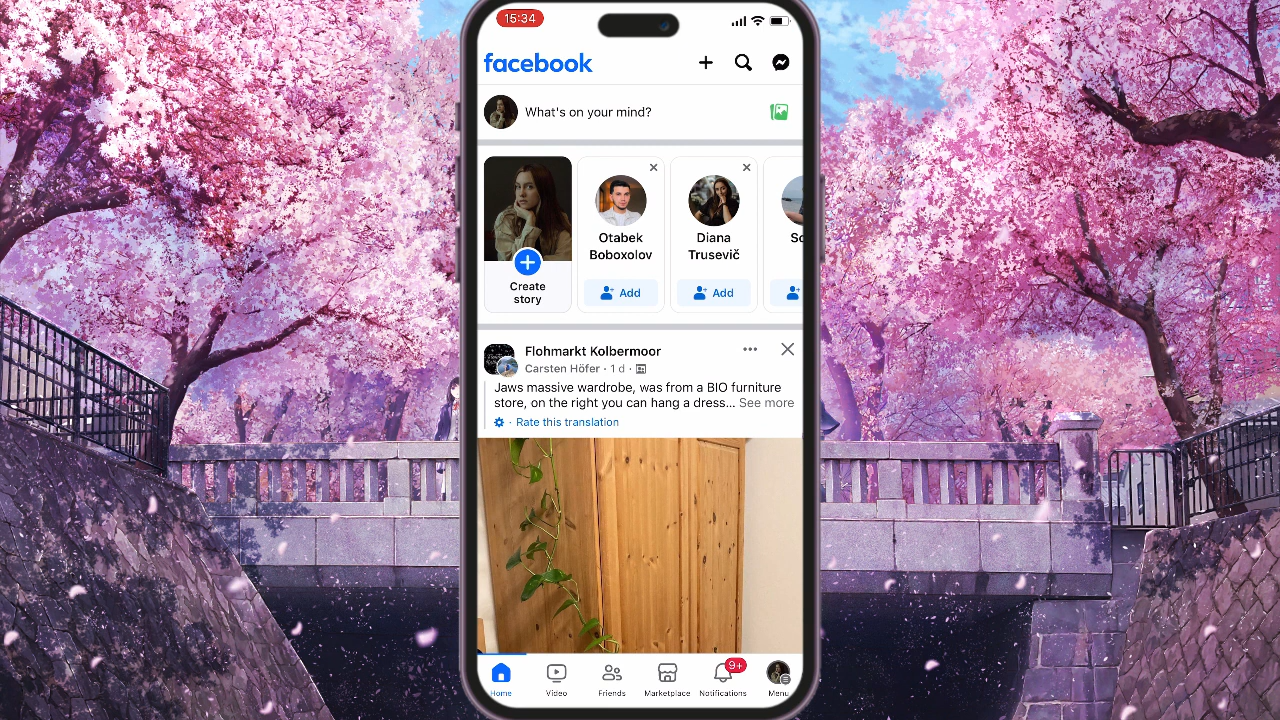 15:34
facebook
What's on your mind?
Create
story
Otabek
Boboxolov
Add
Diana
Trusevič
Add
Flohmarkt Kolbermoor
Carsten Höfer · 1 d ·
Jaws massive wardrobe, was from a BIO furniture
store, on the right you can hang a dress... See more
· Rate this translation
Home
Video
Friends
Marketplace
9+
Notifications
Menu